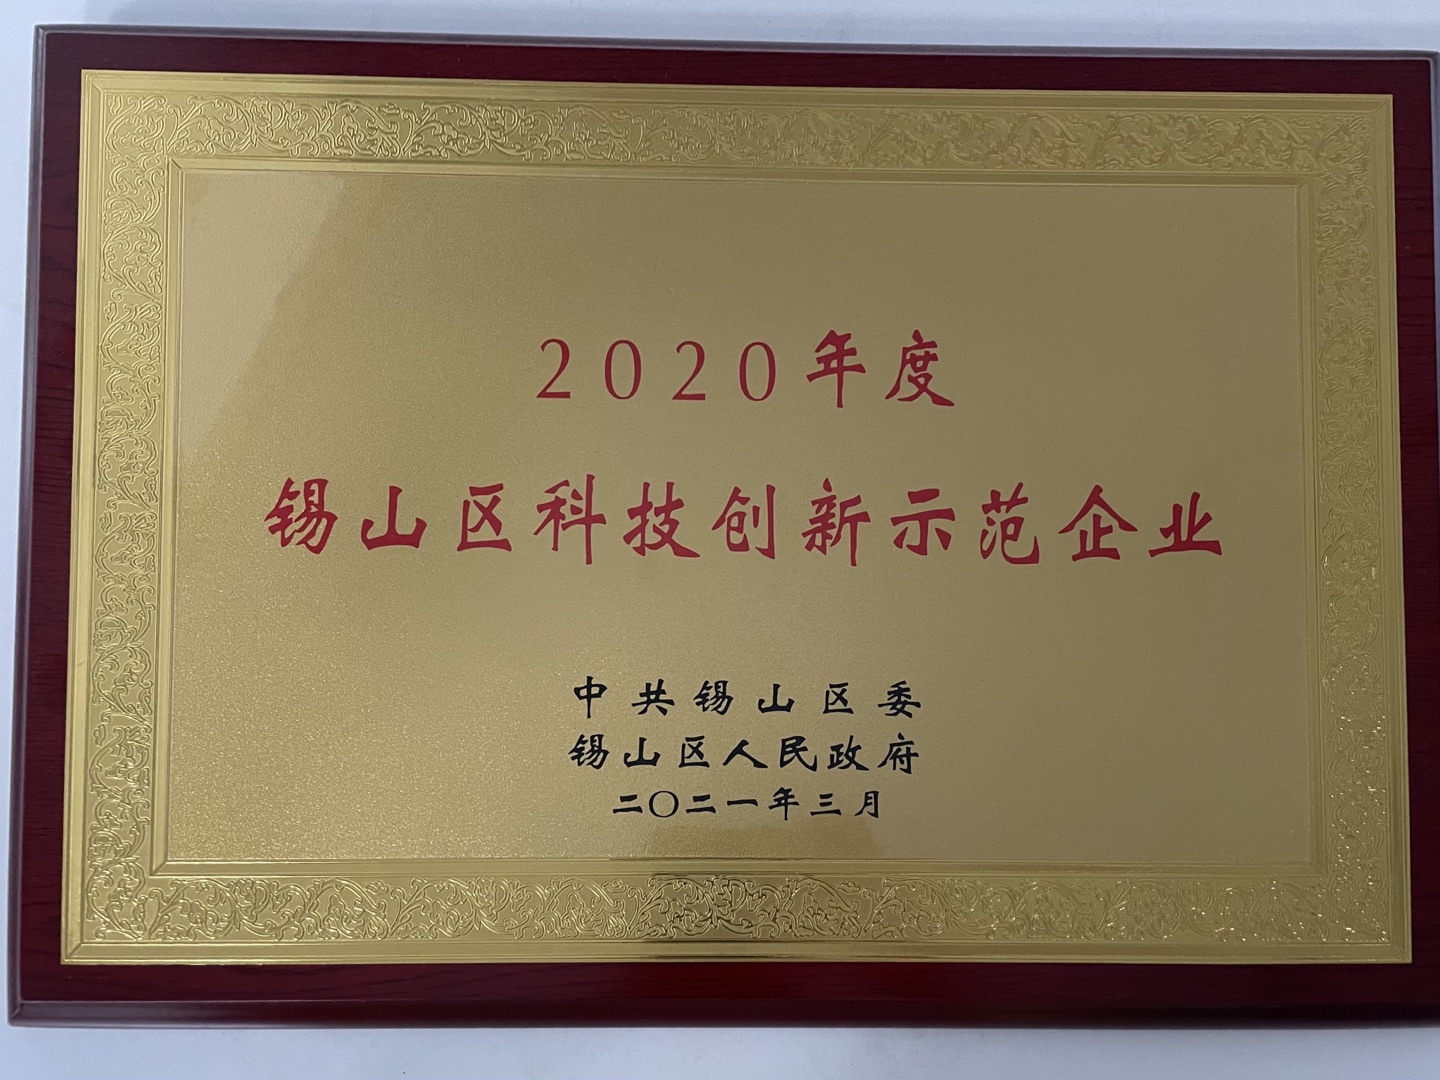 2020年度
锡山区科技创新示范企业
中共锡山区委
锡山区人民政府
二〇二一年三月